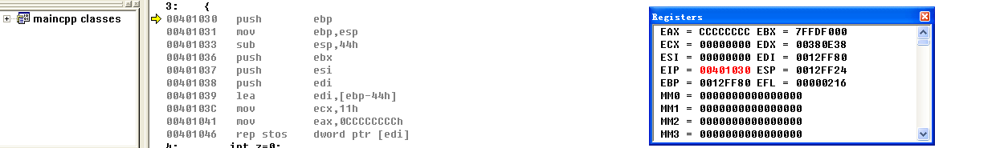 maincpp classes
3: {
00401030 push ebp
00401031 mov ebp,esp
00401033 sub esp,44h
00401036 push ebx
00401037 push esi
00401038 push edi
00401039 lea edi,[ebp-44h]
0040103C mov ecx,11h
00401041 mov eax,0CCCCCCCCh
00401046 rep stos dword ptr [edi]
4: int z=0;
Registers
EAX = CCCCCCCC EBX = 7FFDF000
ECX = 00000000 EDX = 00380E38
ESI = 00000000 EDI = 0012FF80
EIP = 00401030 ESP = 0012FF24
EBP = 0012FF80 EFL = 00000216
MM0 = 0000000000000000
MM1 = 0000000000000000
MM2 = 0000000000000000
MM3 = 0000000000000000